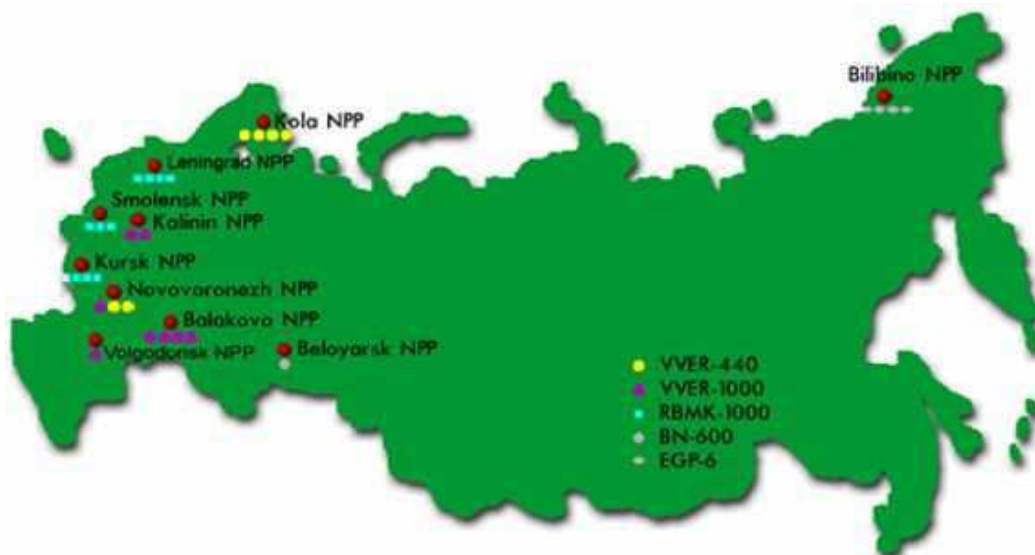 Bilibino NPP
Kola NPP
Leningrad NPP
Smolensk NPP
Kalinin NPP
Kursk NPP
Novovoronezh NPP
Balakovo NPP
Volgodonsk NPP
Beloyarsk NPP
VVER-440
VVER-1000
RBMK-1000
BN-600
EGP-6